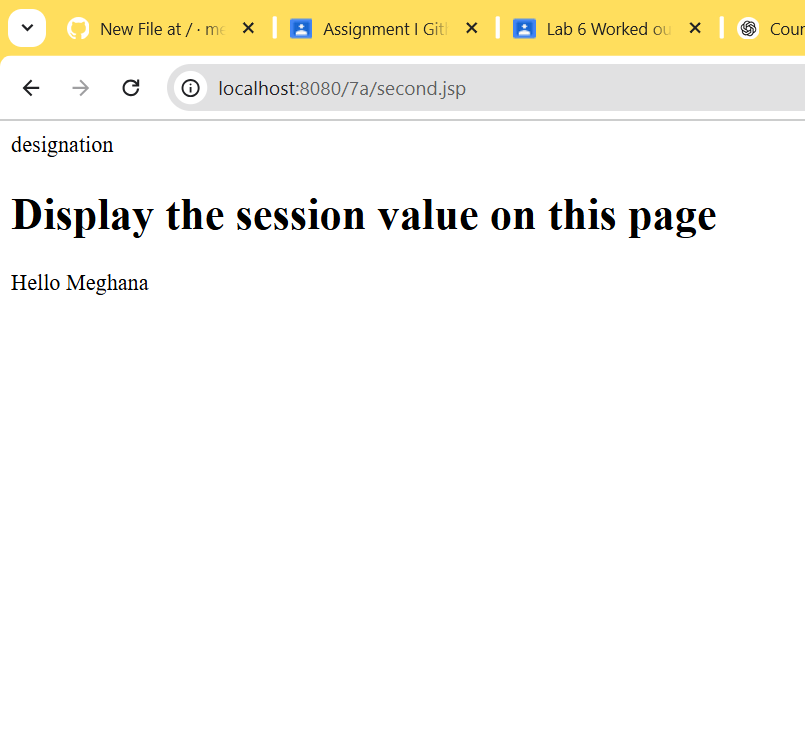 New File at / · me
Assignment I Git
Lab 6 Worked ou
Cour
localhost:8080/7a/second.jsp
designation
Display the session value on this page
Hello Meghana